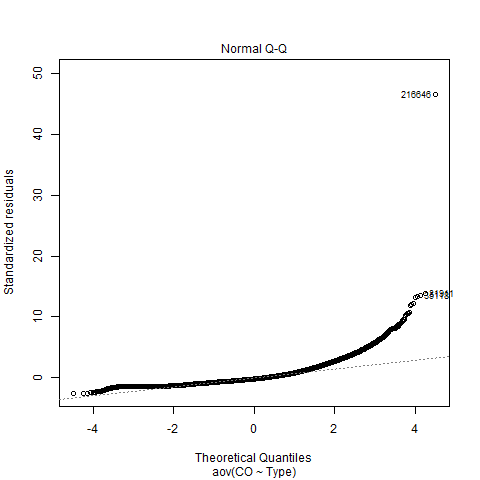 Normal Q-Q
50
216646
40
30
20
10
0
-4 -2 0 2 4
Standardized residuals
Theoretical Quantiles
aov(CO ~ Type)